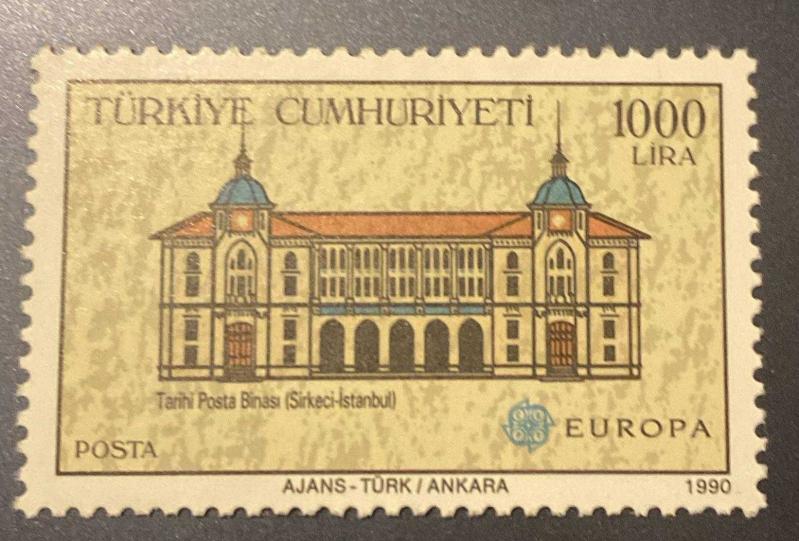 TÜRKİYE CUMHURİYETİ
1000
LİRA
Tarihi Posta Binası (Sirkeci-İstanbul)
EUROPA
POSTA
AJANS-TÜRK/ANKARA
1990